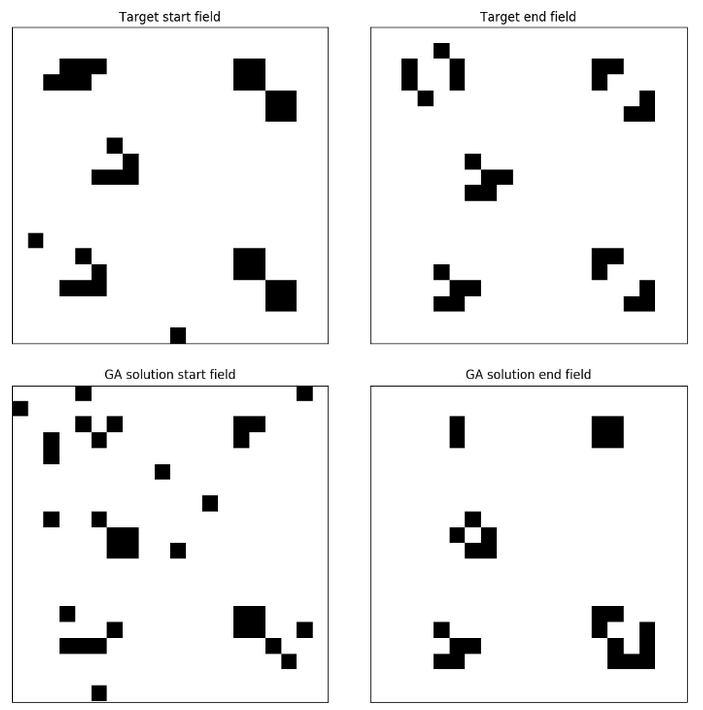 Target start field
Target end field
GA solution start field
GA solution end field